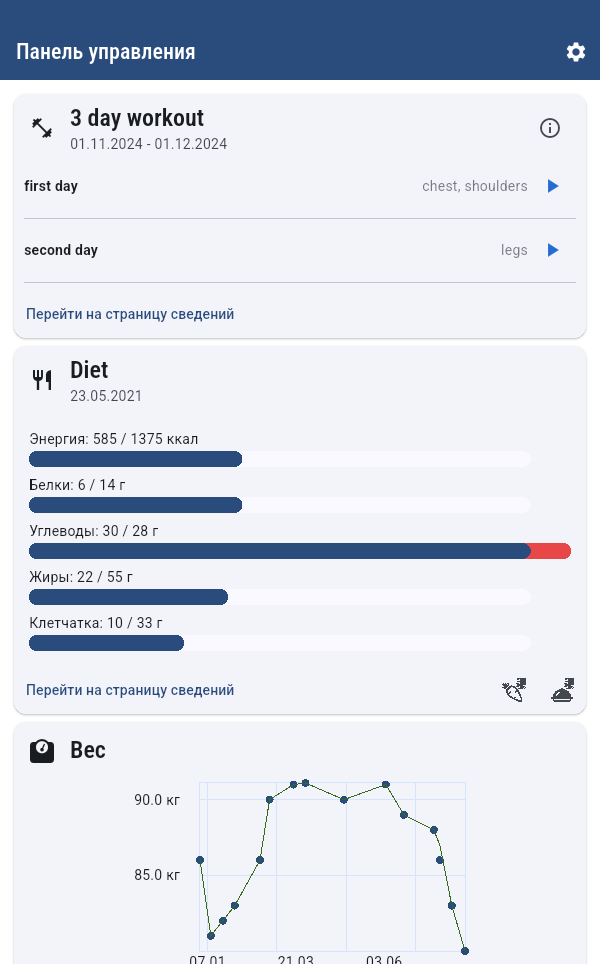 Панель управления
3 day workout
01.11.2024 - 01.12.2024
first day
chest, shoulders
second day
legs
Перейти на страницу сведений
Diet
23.05.2021
Энергия: 585 / 1375 ккал
Белки: 6 / 14 г
Углеводы: 30 / 28 г
Жиры: 22 / 55 г
Клетчатка: 10 / 33 г
Перейти на страницу сведений
Вес
90.0 кг
85.0 кг
07.01 21.03 03.06